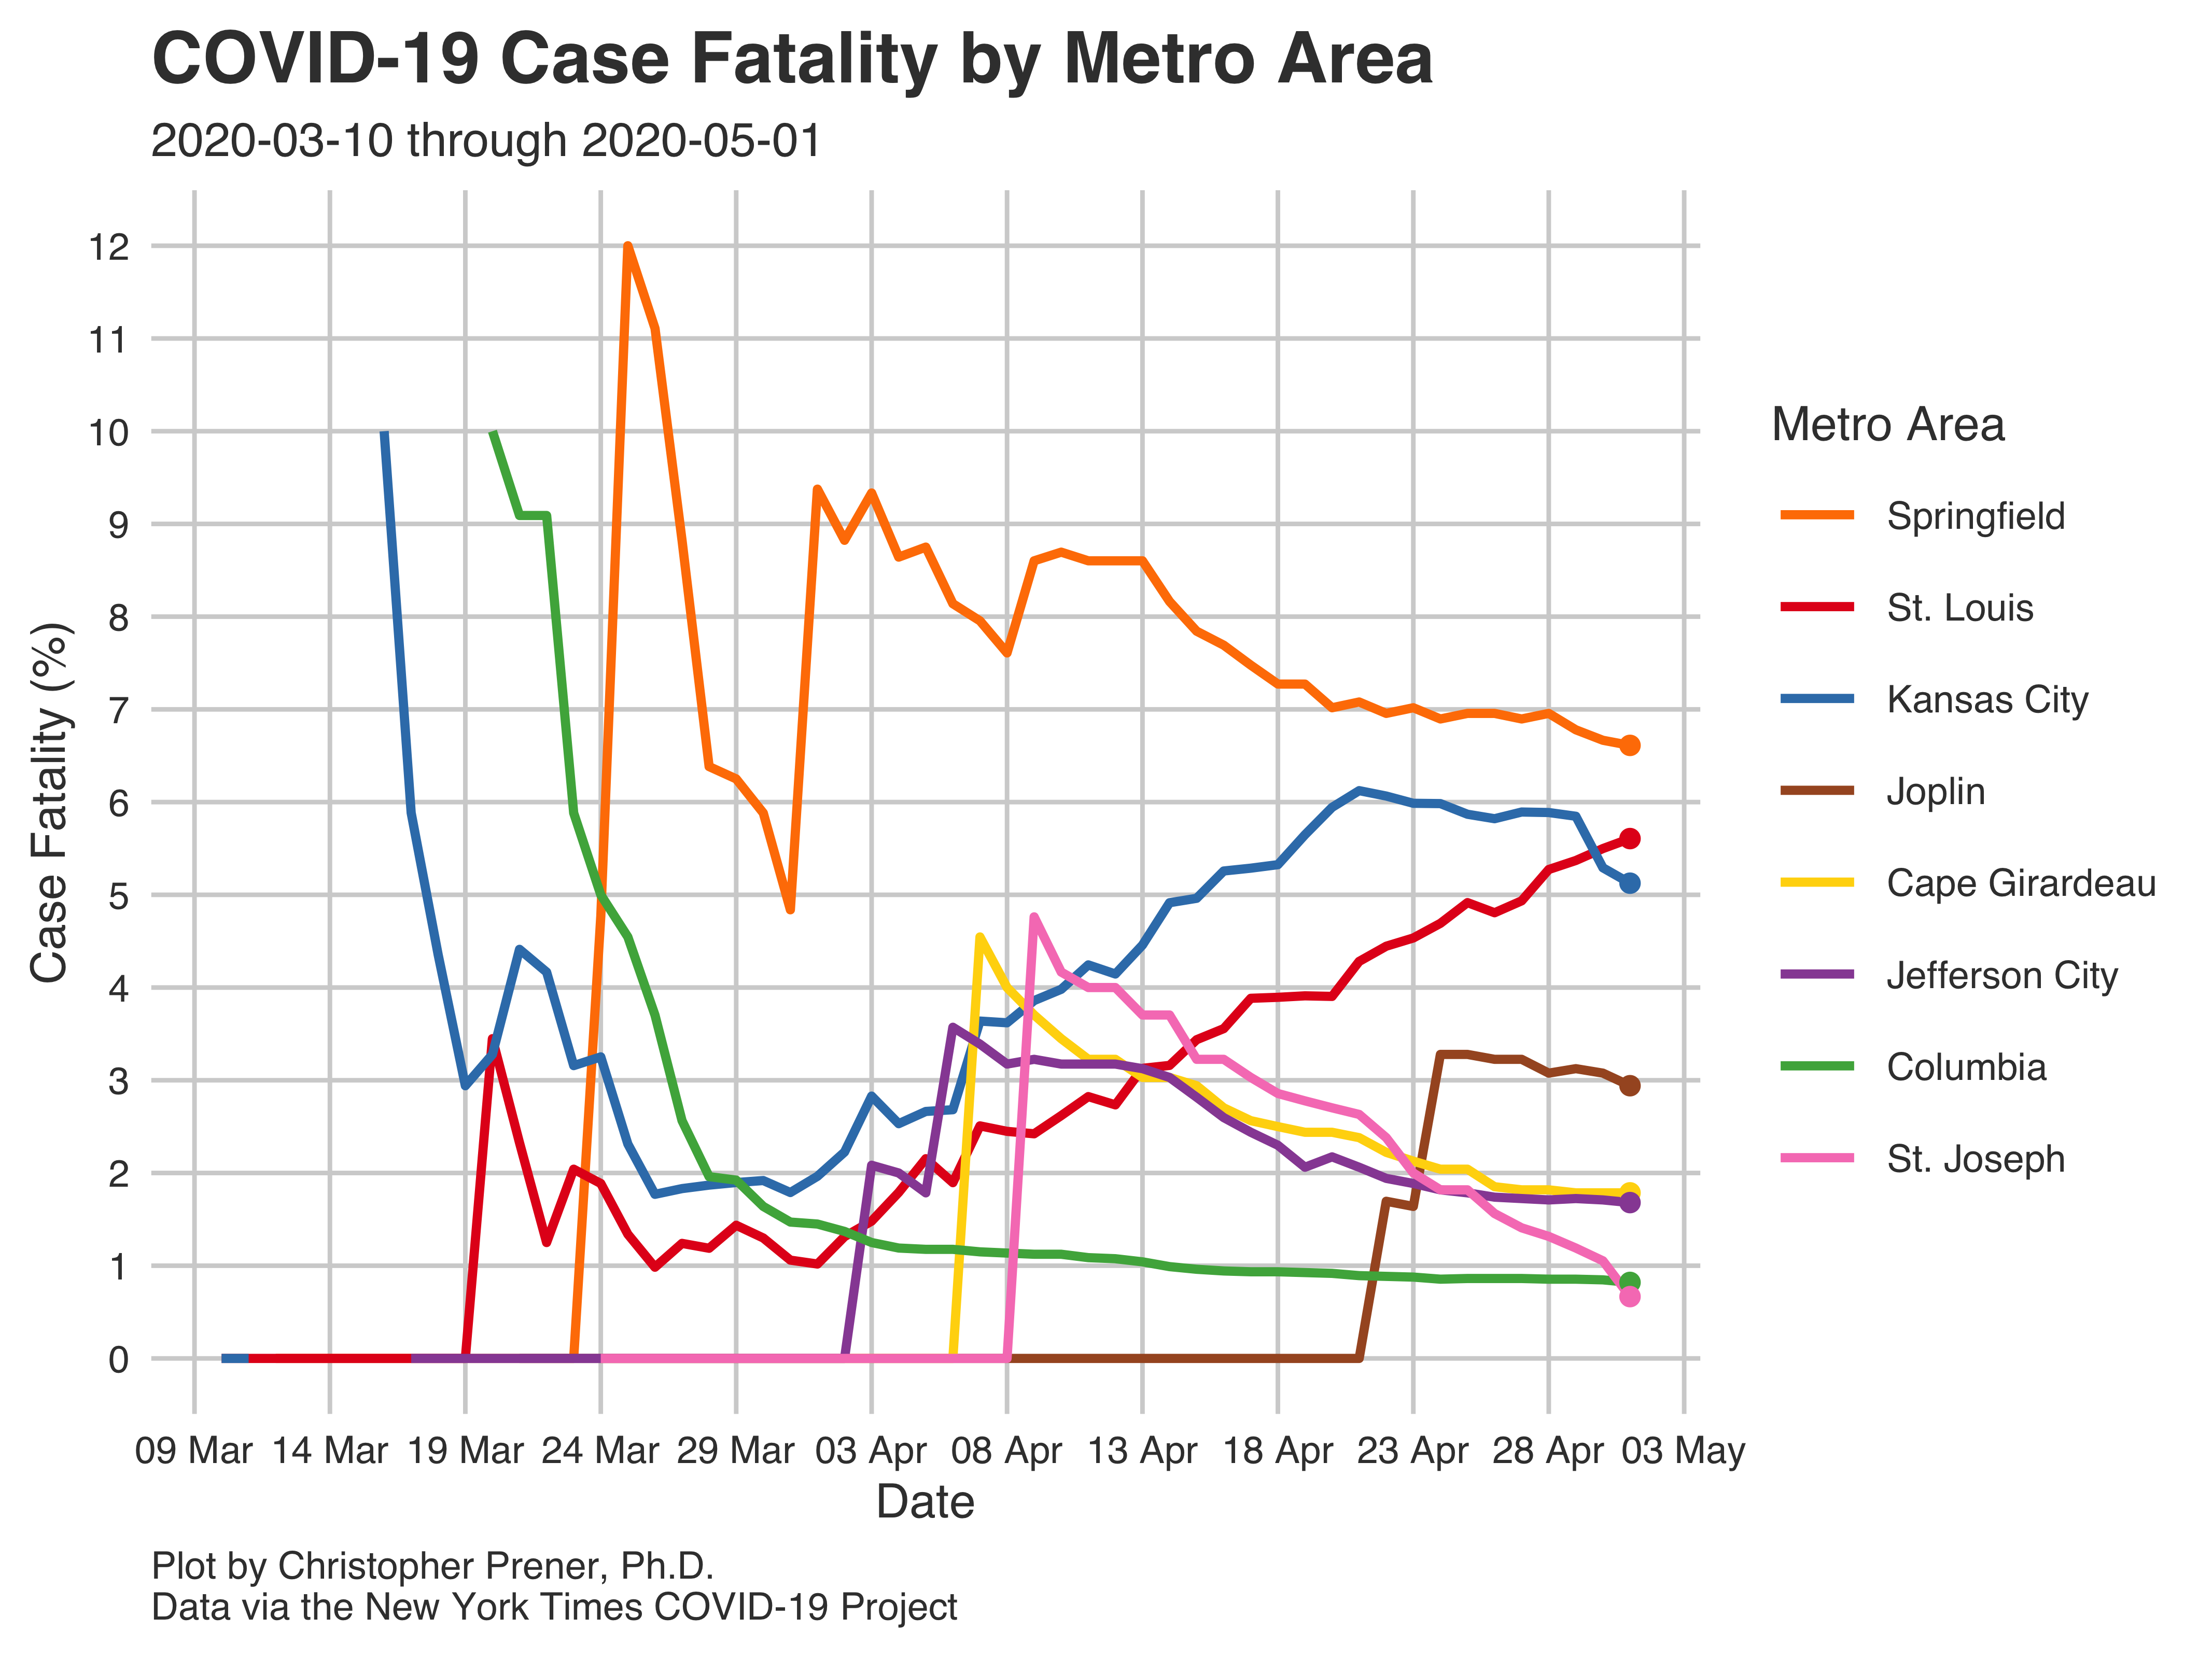 COVID-19 Case Fatality by Metro Area
2020-03-10 through 2020-05-01
12
11
10
9
8
7
6
5
4
3
2
1
0
Case Fatality (%)
09 Mar 14 Mar 19 Mar 24 Mar 29 Mar 03 Apr 08 Apr 13 Apr 18 Apr 23 Apr 28 Apr 03 May
Date
Metro Area
Springfield
St. Louis
Kansas City
Joplin
Cape Girardeau
Jefferson City
Columbia
St. Joseph
Plot by Christopher Prener, Ph.D.
Data via the New York Times COVID-19 Project